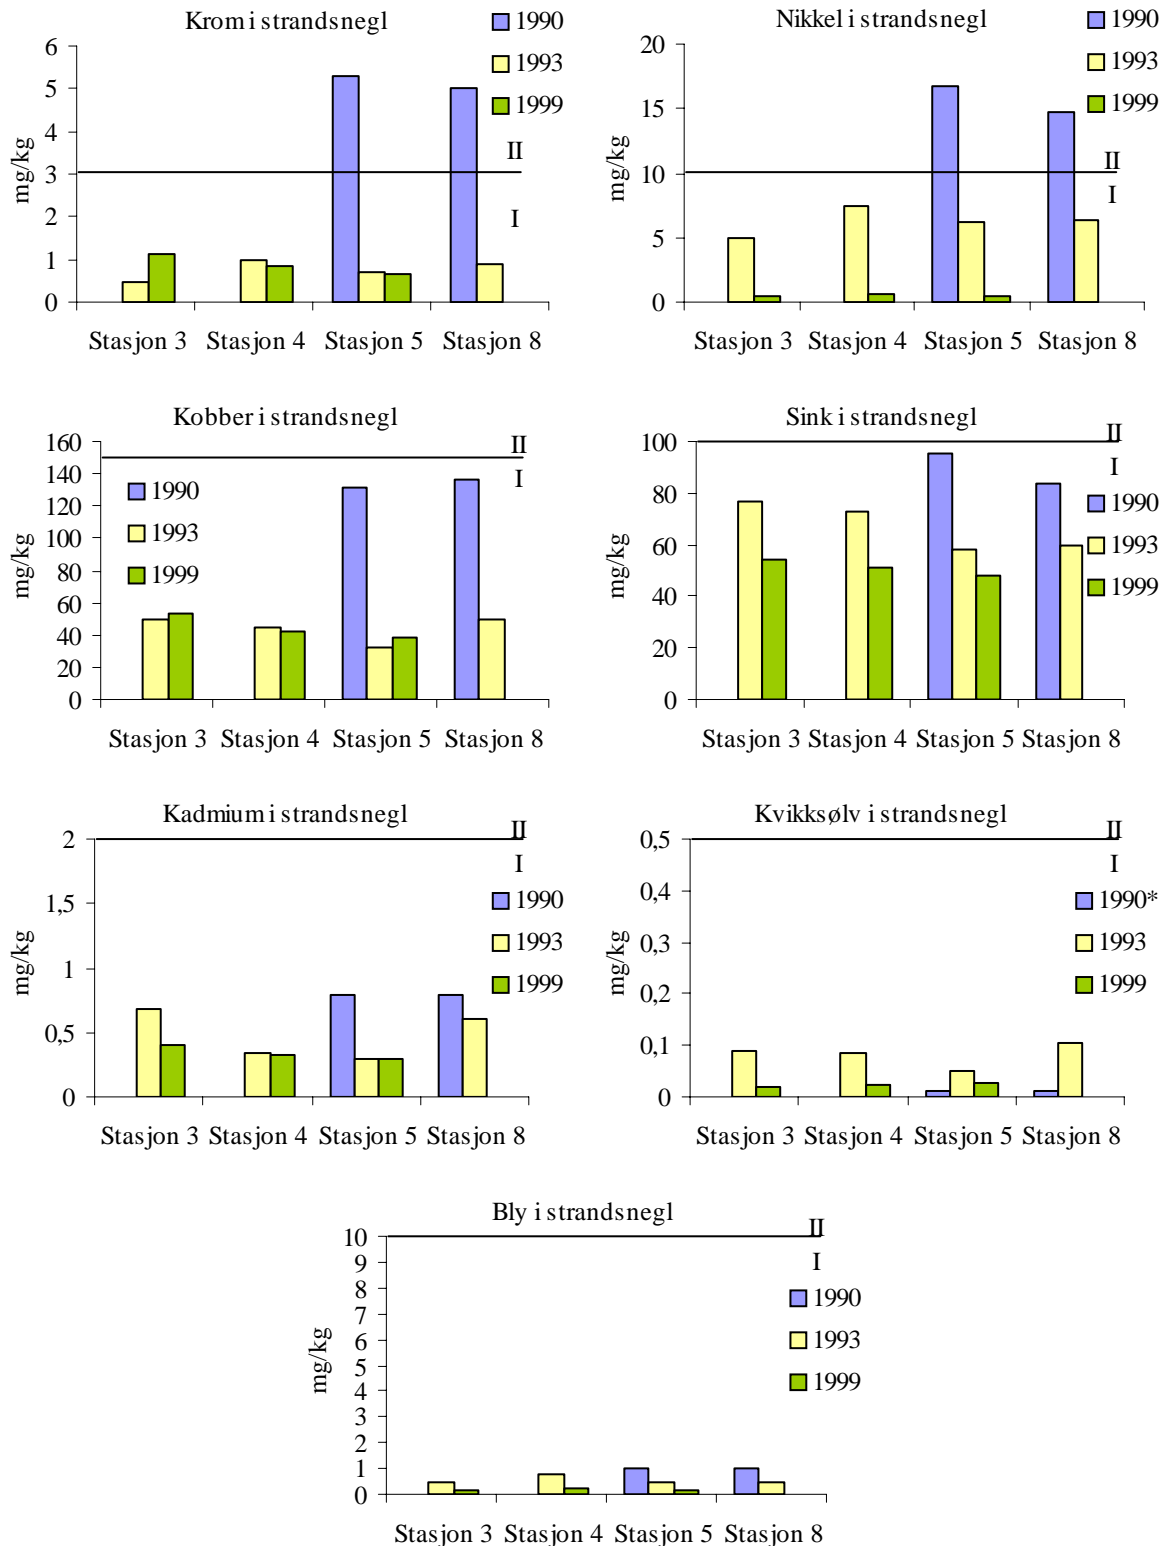 Krom i strandsnegl
1990
1993
1999
6
5
4
3
2
1
0
mg/kg
II
I
Stasjon 3 Stasjon 4 Stasjon 5 Stasjon 8
Nikkel i strandsnegl
1990
1993
1999
20
15
10
5
0
mg/kg
II
I
Stasjon 3 Stasjon 4 Stasjon 5 Stasjon 8
Kobber i strandsnegl
160
140
120
100
80
60
40
20
0
mg/kg
II
I
1990
1993
1999
Stasjon 3 Stasjon 4 Stasjon 5 Stasjon 8
Sink i strandsnegl
100
80
60
40
20
0
mg/kg
II
I
1990
1993
1999
Stasjon 3 Stasjon 4 Stasjon 5 Stasjon 8
Kadmium i strandsnegl
2
1,5
1
0,5
0
mg/kg
II
I
1990
1993
1999
Stasjon 3 Stasjon 4 Stasjon 5 Stasjon 8
Kvikksølv i strandsnegl
0,5
0,4
0,3
0,2
0,1
0
mg/kg
II
I
1990*
1993
1999
Stasjon 3 Stasjon 4 Stasjon 5 Stasjon 8
Bly i strandsnegl
10
9
8
7
6
5
4
3
2
1
0
mg/kg
II
I
1990
1993
1999
Stasjon 3 Stasjon 4 Stasjon 5 Stasjon 8